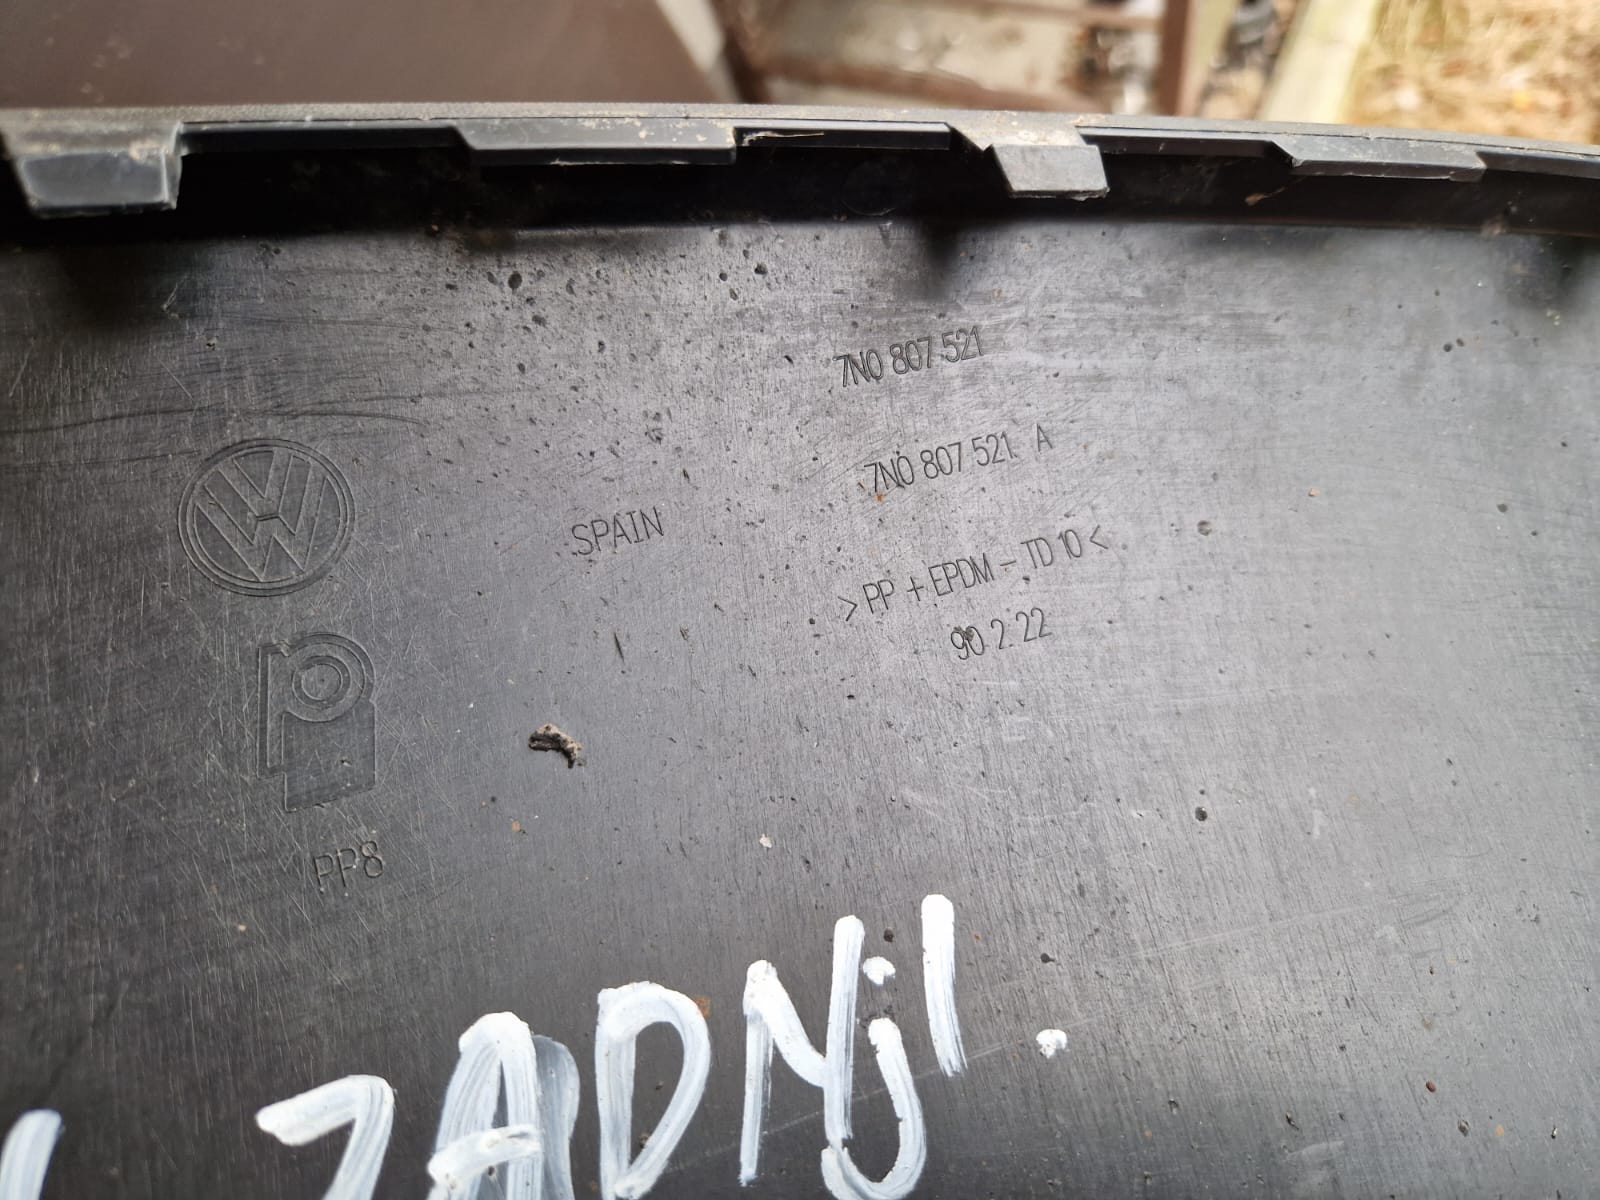 7N0 807 521
7N0 807 521. A
SPAIN
>PP + EPDM - TD 10<
90 2. 22
PP8
ZADNjI.